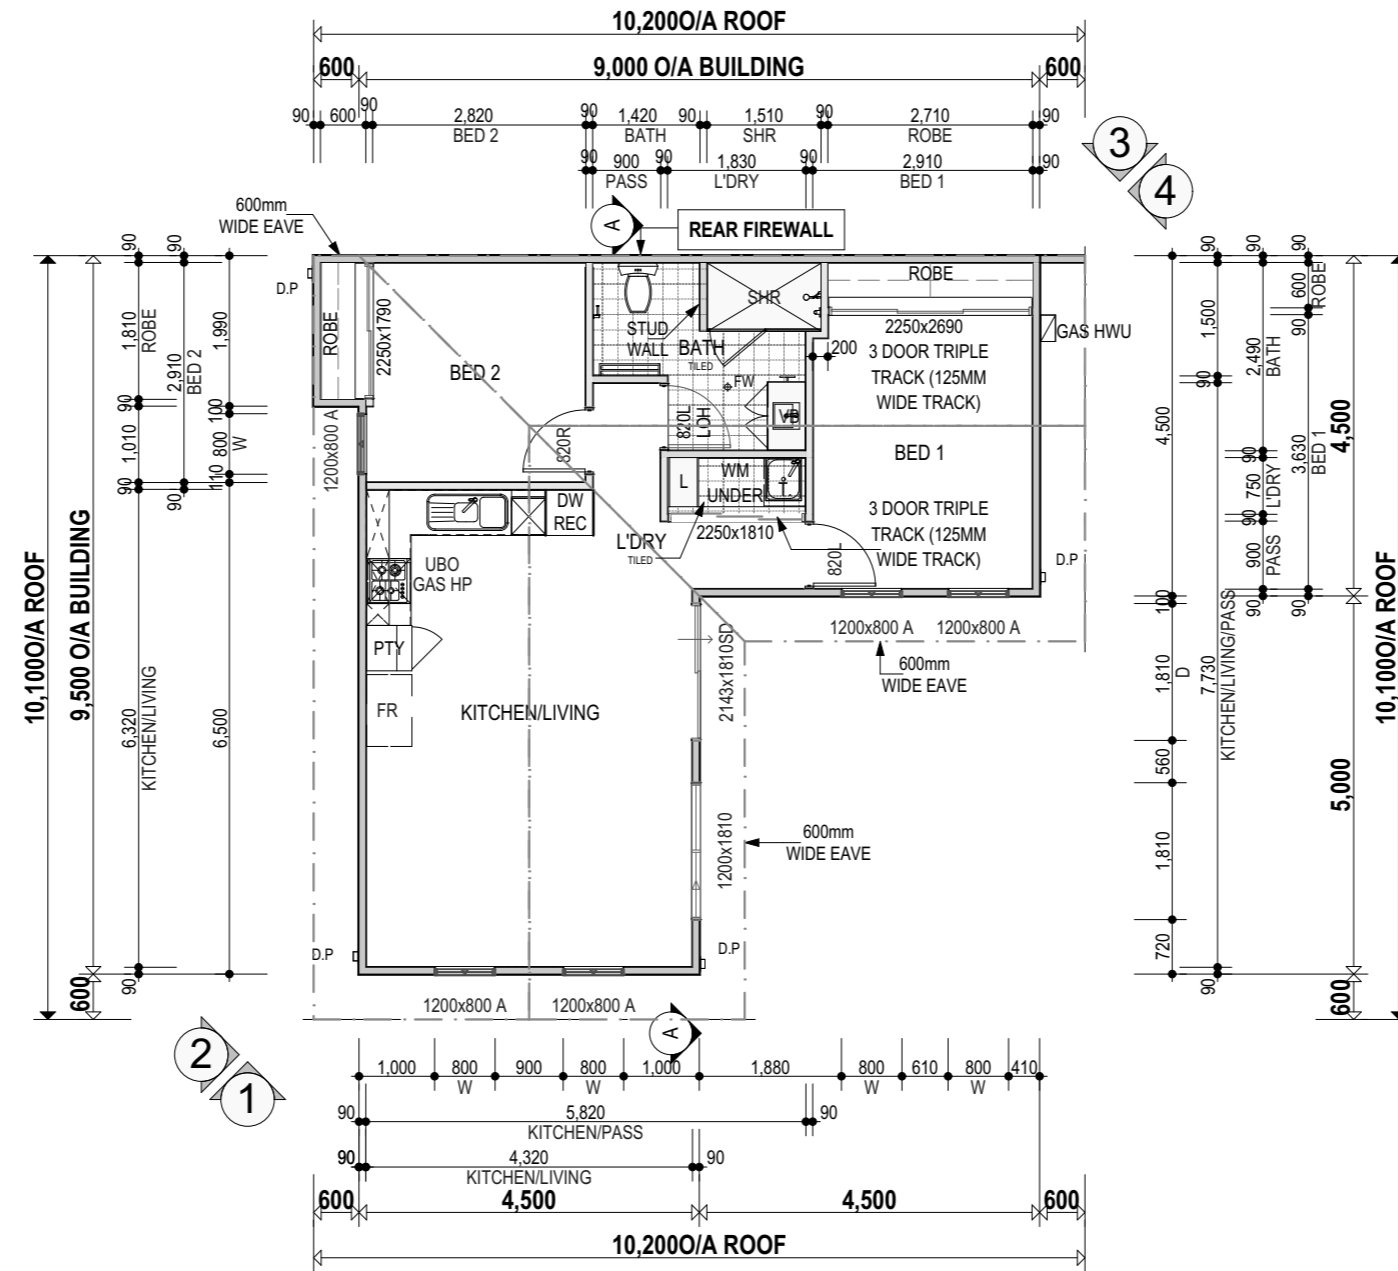 10,200O/A ROOF
600 9,000 O/A BUILDING 600
90 600 90 2,820 90 1,420 90 1,510 90 2,710 90
BED 2 BATH SHR ROBE
90 900 90 1,830 90 2,910 90
PASS L'DRY BED 1
3
4
600mm
WIDE EAVE
A
REAR FIREWALL
D.P
ROBE
2250x1790
BED 2
STUD
WALL
BATH
TILED
SHR
FW
VB
820L
LOH
820R
ROBE
2250x2690
3 DOOR TRIPLE
TRACK (125MM
WIDE TRACK)
200
GAS HWU
BED 1
3 DOOR TRIPLE
TRACK (125MM
WIDE TRACK)
L
WM
UNDER
T
2250x1810
L'DRY
TILED
820L
D.P
1200x800 A
DW
REC
UBO
GAS HP
PTY
FR
KITCHEN/LIVING
2143x1810SD
1200x800 A 1200x800 A
600mm
WIDE EAVE
1200x1810
600mm
WIDE EAVE
D.P
D.P
1200x800 A 1200x800 A
A
2
1
10,100O/A ROOF
9,500 O/A BUILDING
600
90 1,810 90 1,010 90 6,320 90
ROBE
KITCHEN/LIVING
90 2,910 90
BED 2
1,990 100 800 110 6,500
W
4,500 100 1,810 560 1,810 720
D
90 1,500 90 7,730 90
KITCHEN/LIVING/PASS
90 2,490 90 750 90 900 90
BATH L'DRY PASS
90 600 90 3,630 90
ROBE BED 1
4,500
5,000
600
10,100O/A ROOF
1,000 800 900 800 1,000 1,880 800 610 800 410
W W W W
90 5,820 90
KITCHEN/PASS
90 4,320 90
KITCHEN/LIVING
600 4,500 4,500 600
10,200O/A ROOF